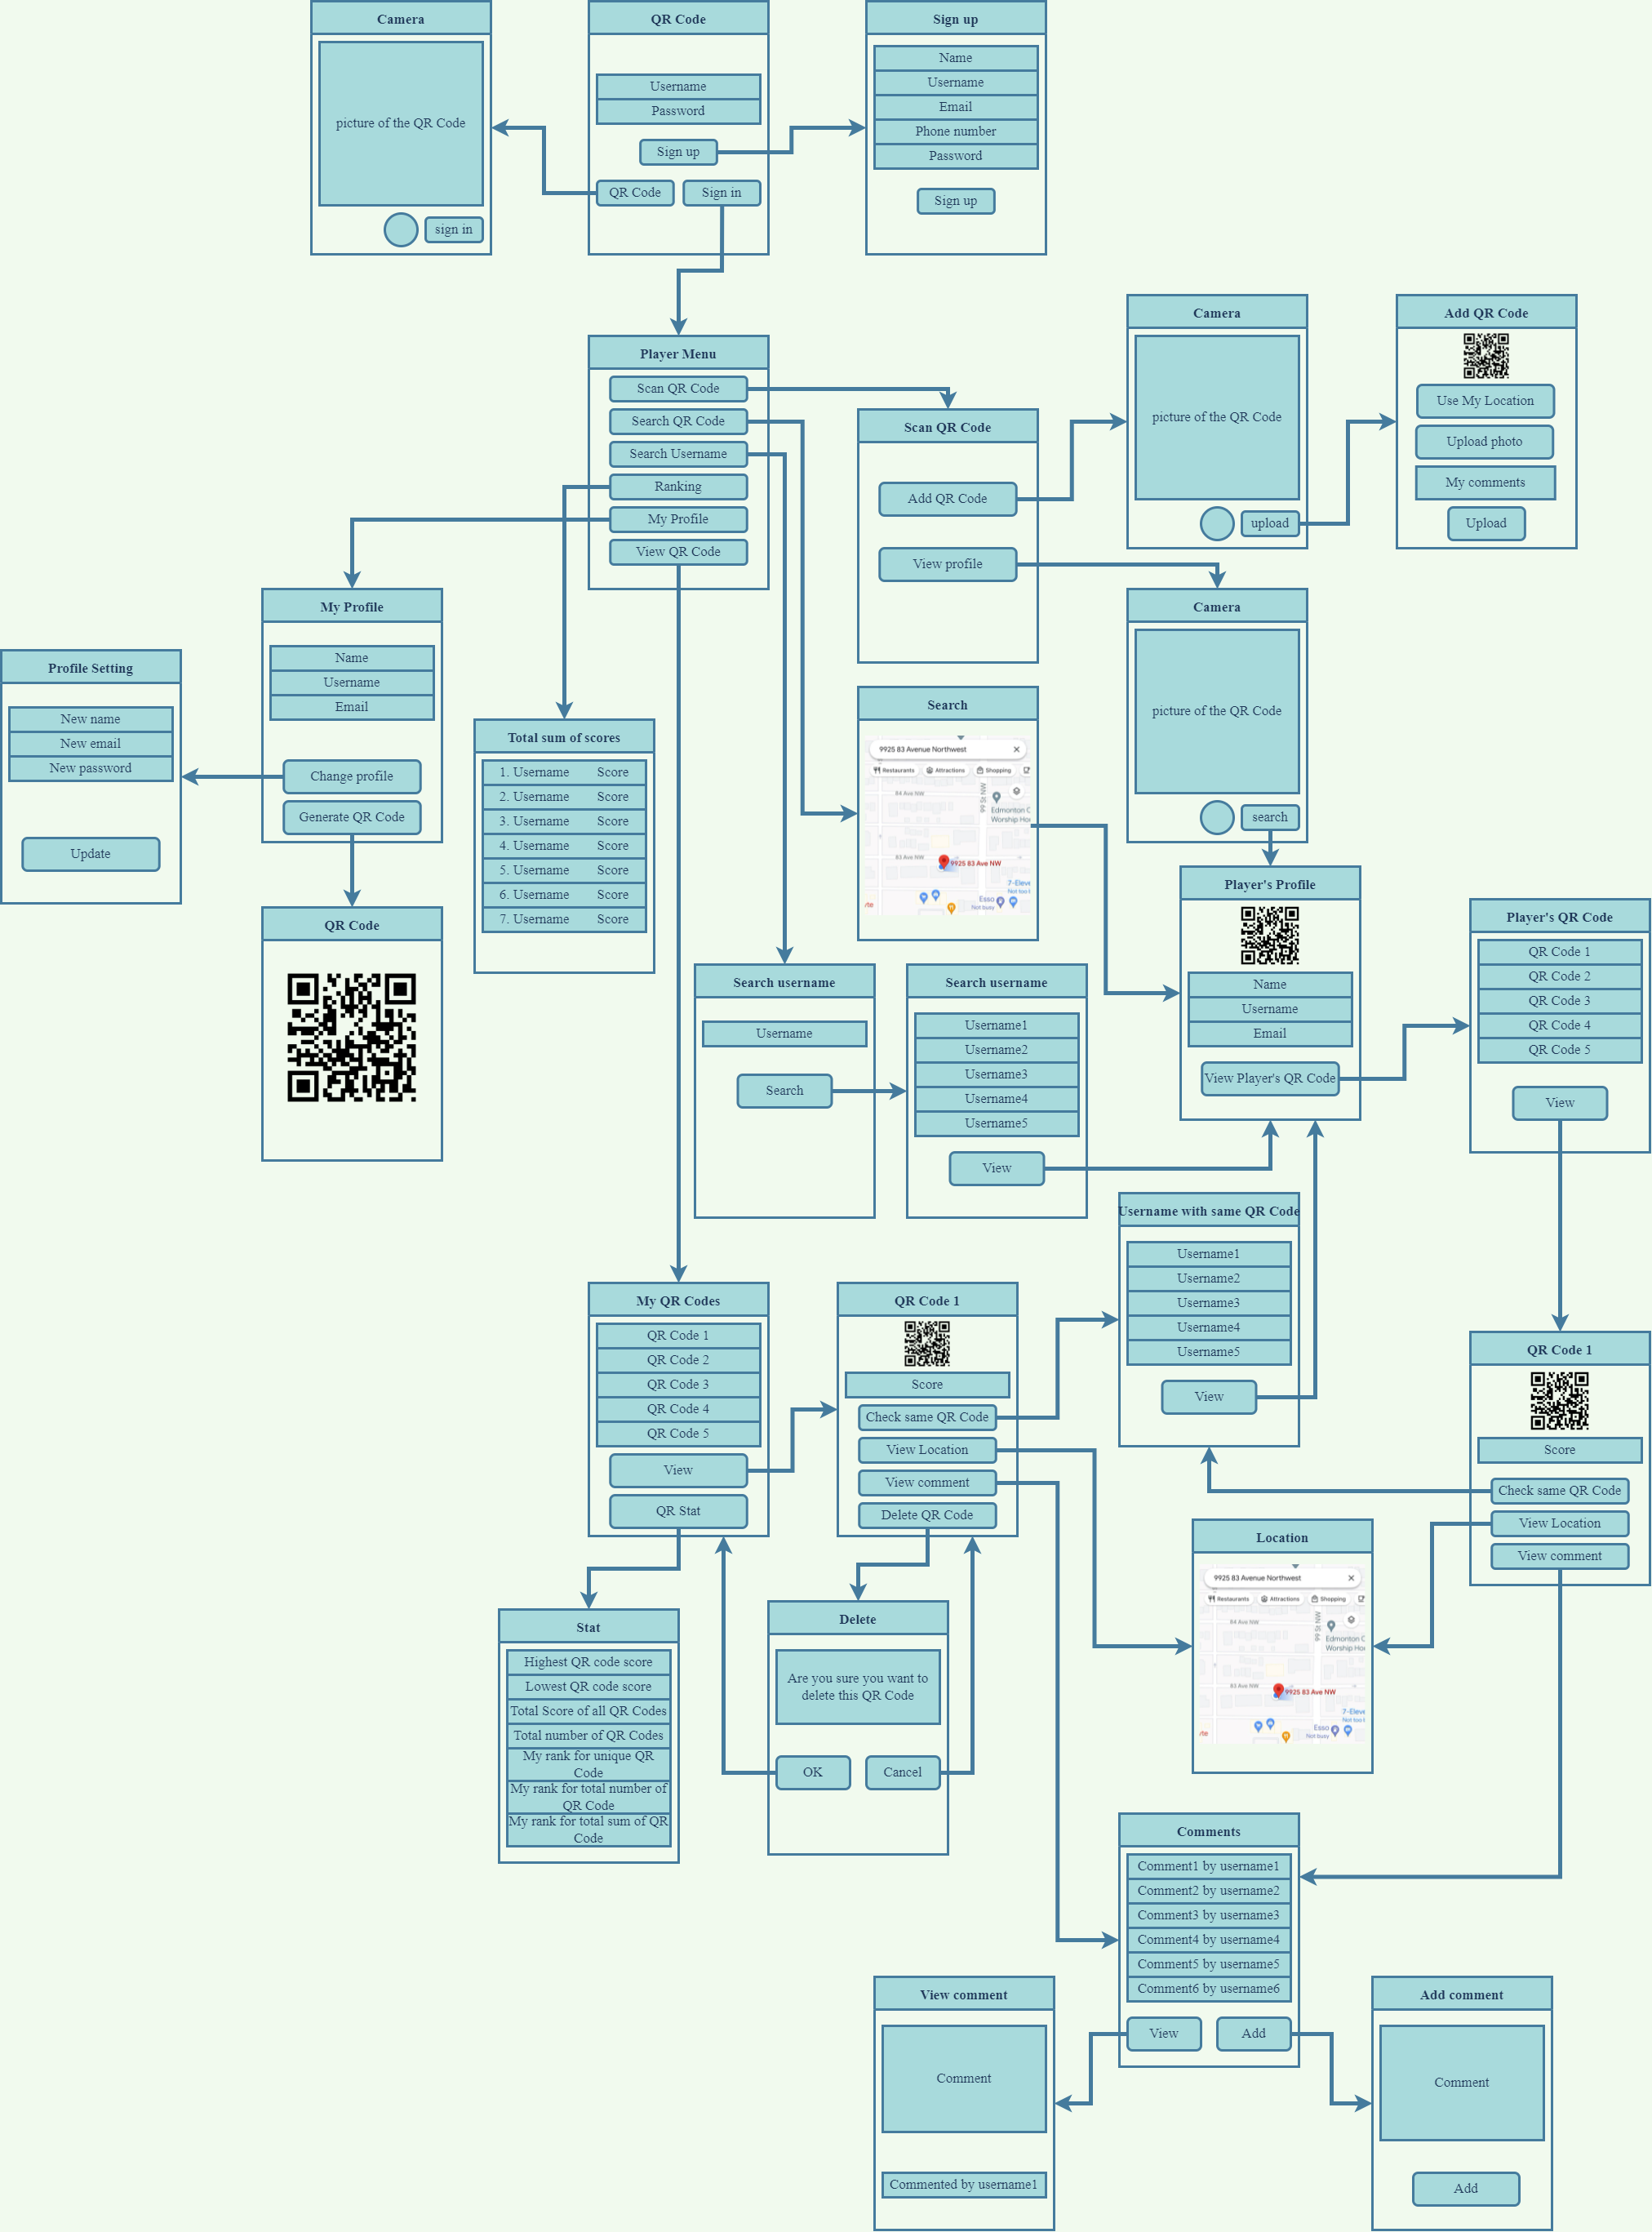 Camera
picture of the QR Code
sign in
QR Code
Username
Password
Sign up
QR Code
Sign in
Sign up
Name
Username
Email
Phone number
Password
Sign up
Player Menu
Scan QR Code
Search QR Code
Search Username
Ranking
My Profile
View QR Code
Scan QR Code
Add QR Code
View profile
Camera
picture of the QR Code
upload
Add QR Code
Use My Location
Upload photo
My comments
Upload
Camera
picture of the QR Code
search
My Profile
Name
Username
Email
Change profile
Generate QR Code
Profile Setting
New name
New email
New password
Update
QR Code
Total sum of scores
1. Username Score
2. Username Score
3. Username Score
4. Username Score
5. Username Score
6. Username Score
7. Username Score
Search
9925 83 Avenue Northwest
Restaurants
Attractions
Shopping
84 Ave NW
99 St NW
Edmonton C
Worship Ho
83 Ave NW
9925 83 Ave NW
7-Eleve
Not too
Esso
Not busy
te
Player's Profile
Name
Username
Email
View Player's QR Code
Player's QR Code
QR Code 1
QR Code 2
QR Code 3
QR Code 4
QR Code 5
View
Search username
Username
Search
Search username
Username1
Username2
Username3
Username4
Username5
View
Username with same QR Code
Username1
Username2
Username3
Username4
Username5
View
My QR Codes
QR Code 1
QR Code 2
QR Code 3
QR Code 4
QR Code 5
View
QR Stat
QR Code 1
Score
Check same QR Code
View Location
View comment
Delete QR Code
QR Code 1
Score
Check same QR Code
View Location
View comment
Location
9925 83 Avenue Northwest
Restaurants
Attractions
Shopping
84 Ave NW
99 St NW
Edmonton C
Worship Ho
83 Ave NW
9925 83 Ave NW
7-Eleve
Not too
Esso
Not busy
te
Stat
Highest QR code score
Lowest QR code score
Total Score of all QR Codes
Total number of QR Codes
My rank for unique QR
Code
My rank for total number of
QR Code
My rank for total sum of QR
Code
Delete
Are you sure you want to
delete this QR Code
OK
Cancel
Comments
Comment1 by username1
Comment2 by username2
Comment3 by username3
Comment4 by username4
Comment5 by username5
Comment6 by username6
View
Add
View comment
Comment
Commented by username1
Add comment
Comment
Add